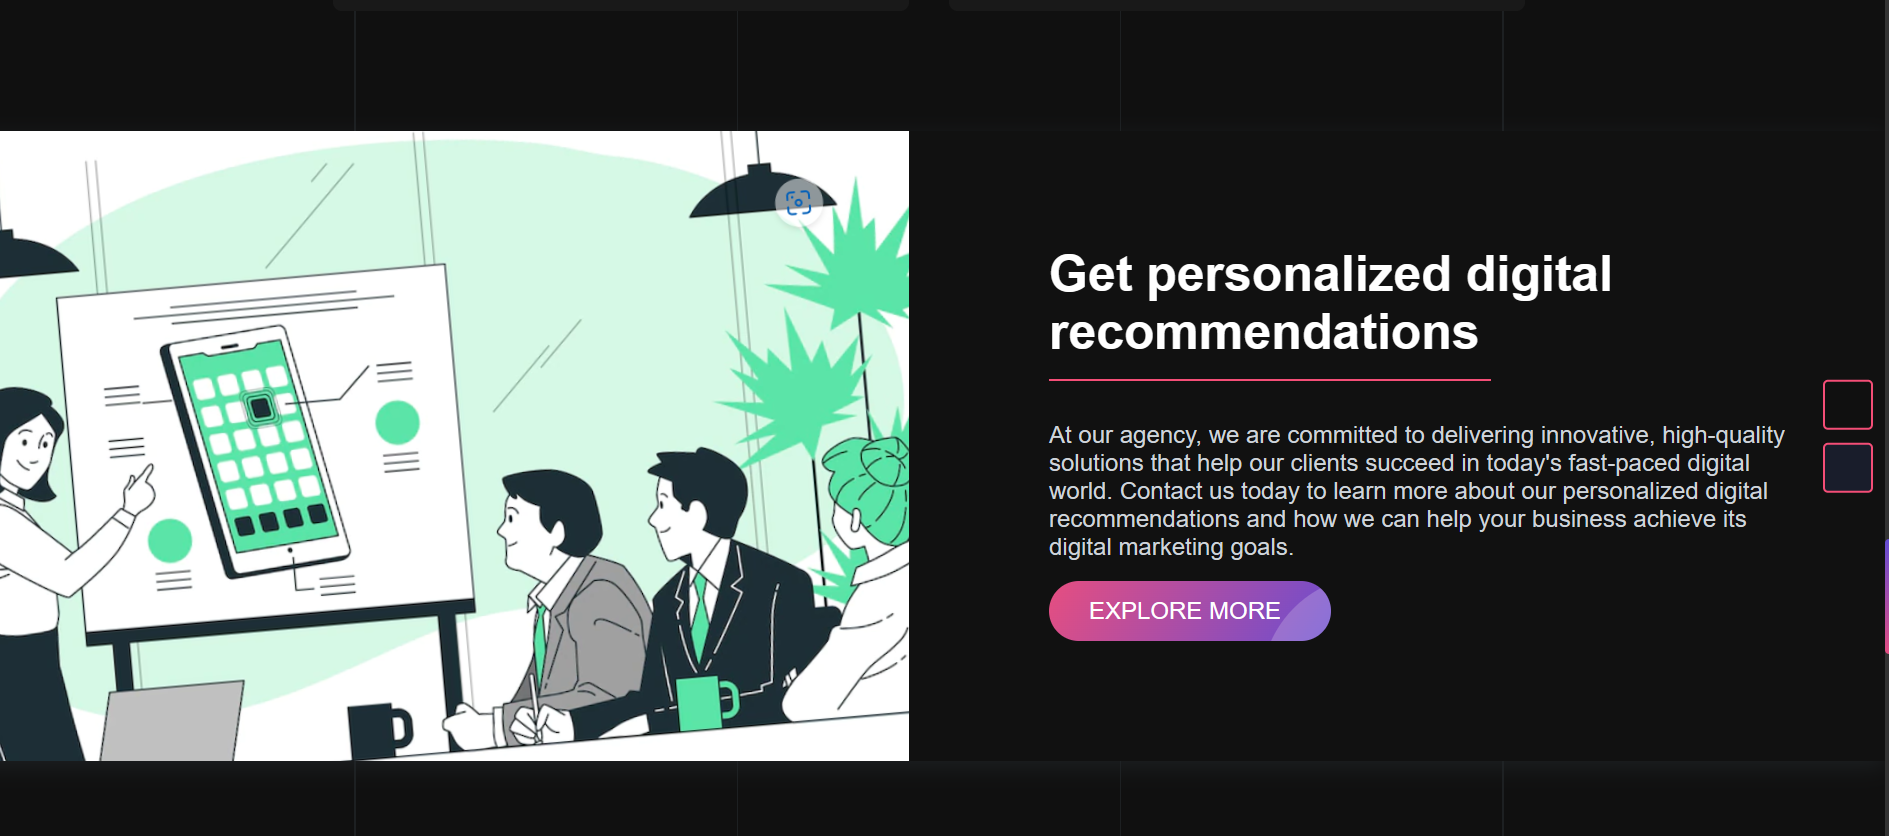 Get personalized digital
recommendations
At our agency, we are committed to delivering innovative, high-quality
solutions that help our clients succeed in today's fast-paced digital
world. Contact us today to learn more about our personalized digital
recommendations and how we can help your business achieve its
digital marketing goals.
EXPLORE MORE